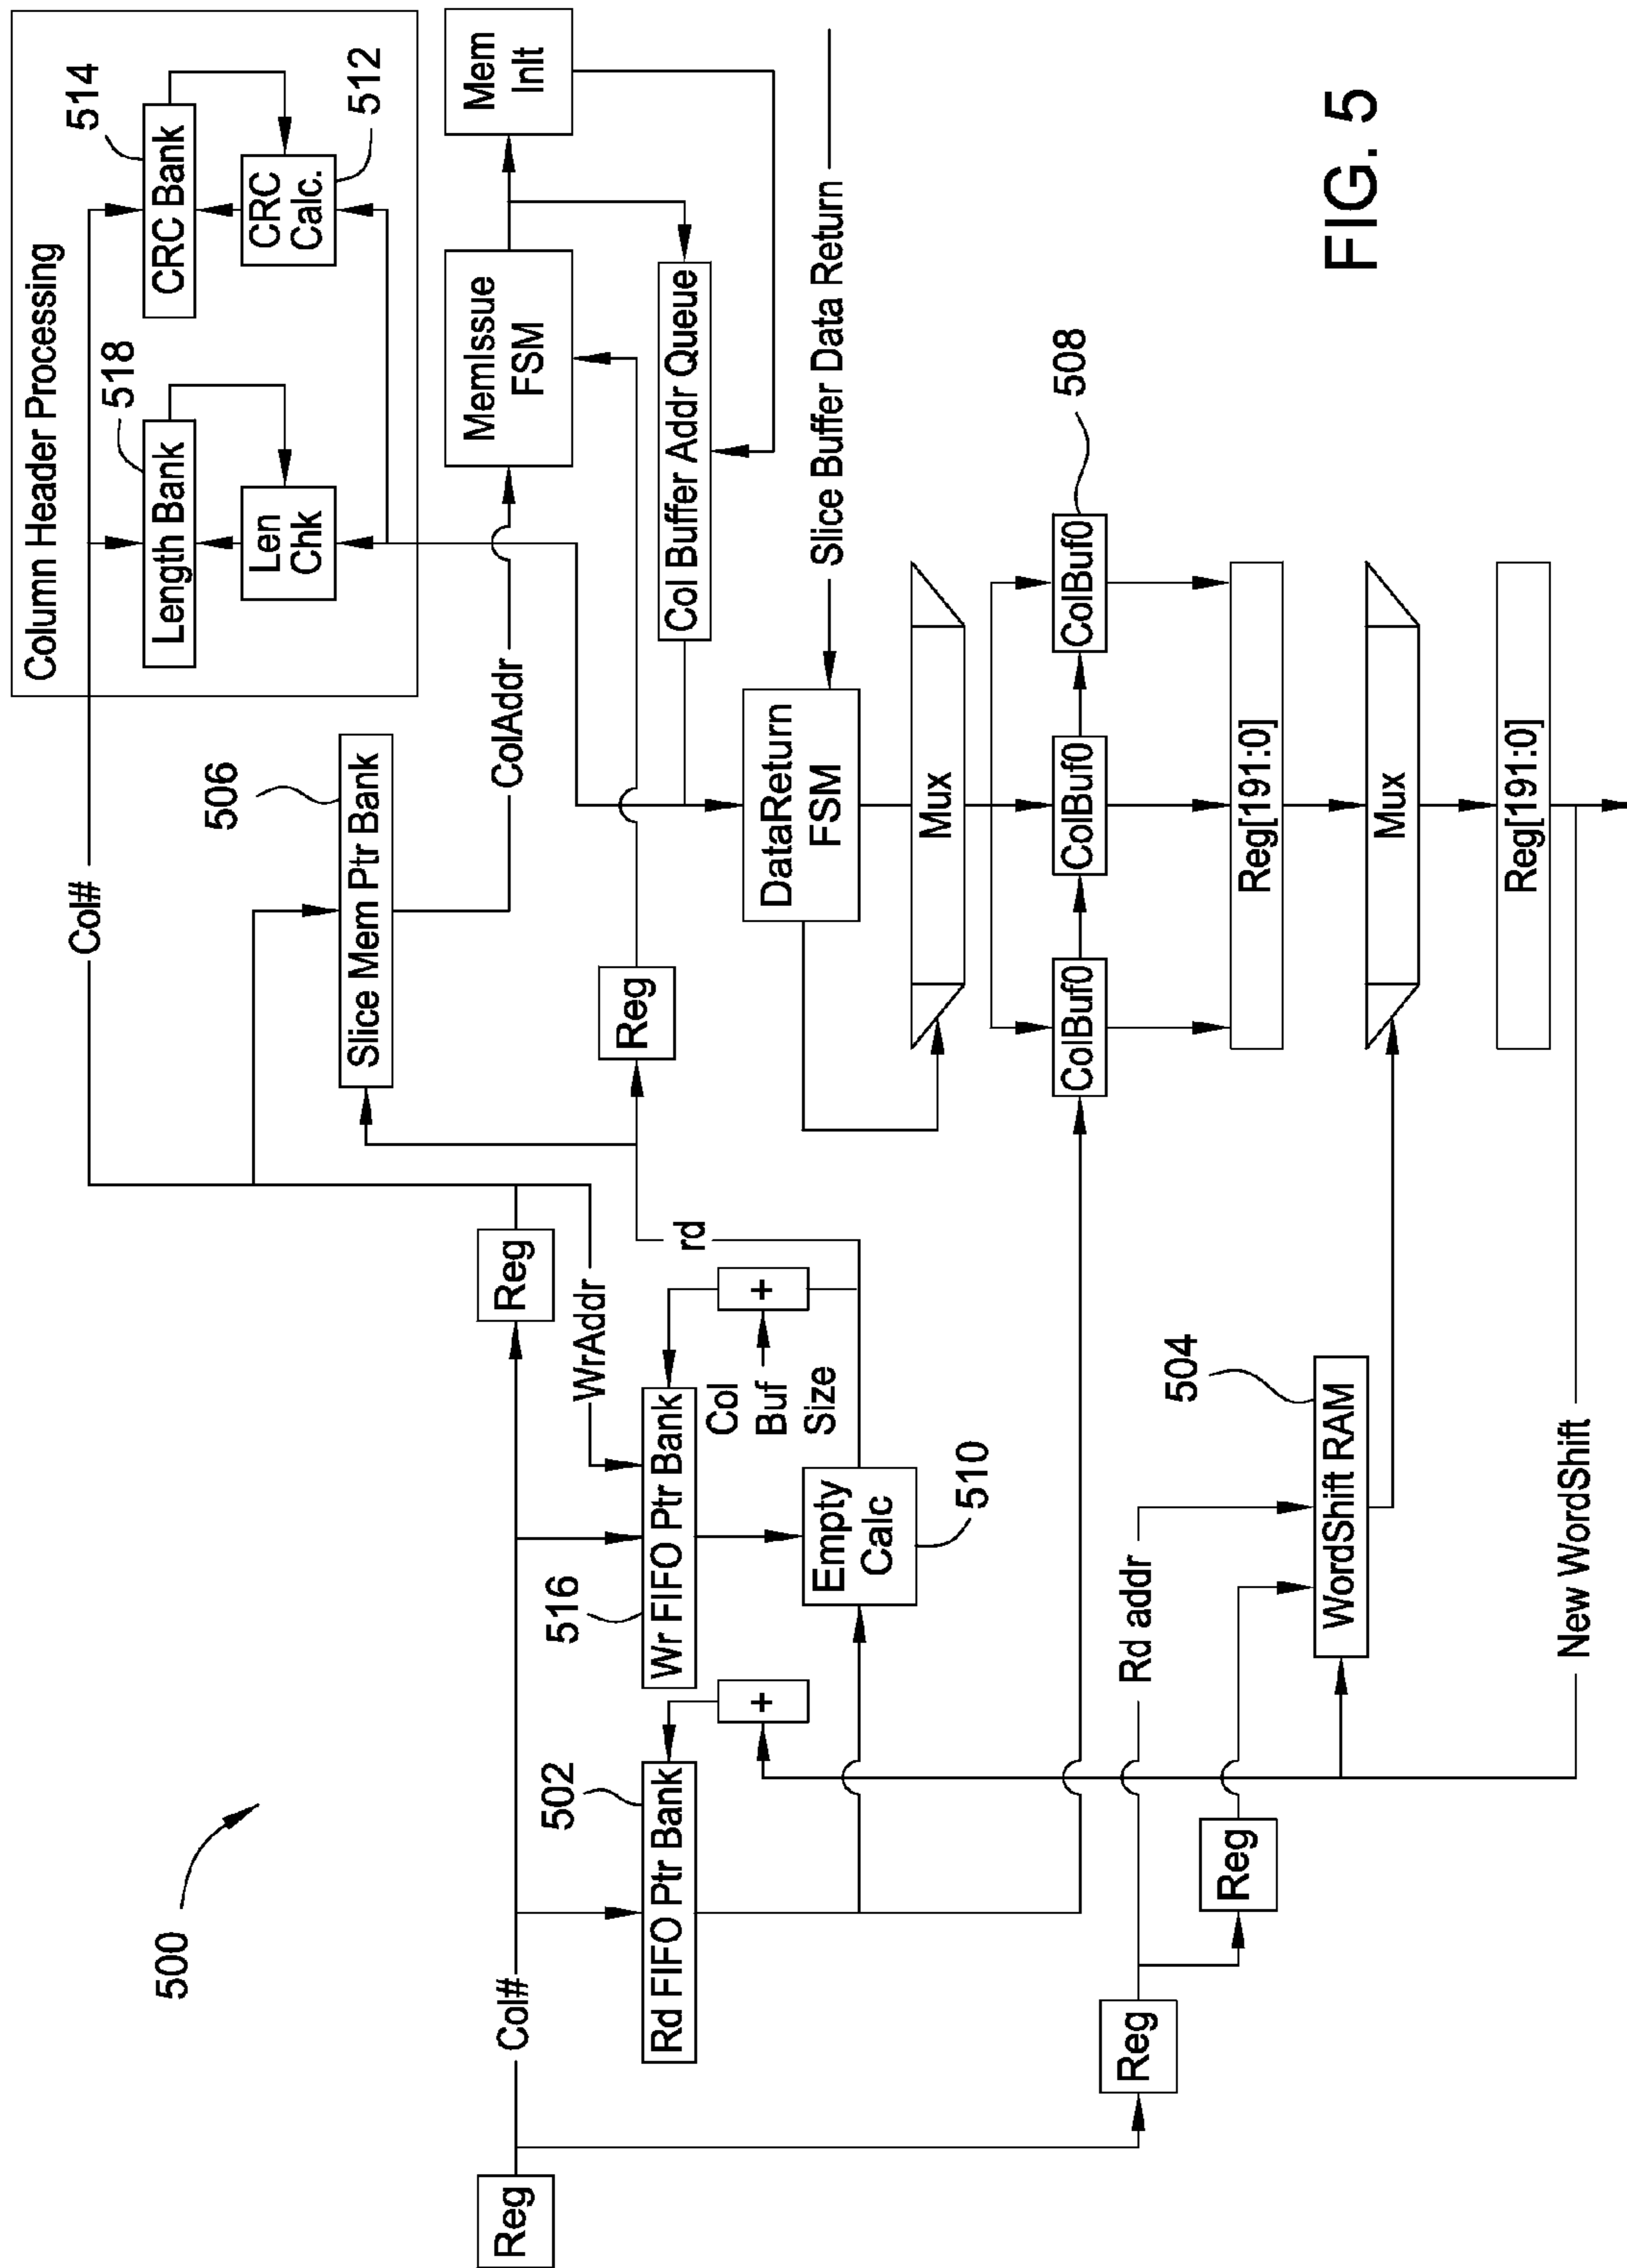 500
Column Header Processing
518
514
Length Bank
CRC Bank
Len
Chk
CRC
Calc.
512
Col#
506
Slice Mem Ptr Bank
ColAddr
MemIssue
FSM
Mem
InIt
Col#
Reg
Reg
WrAddr
502
Rd FIFO Ptr Bank
516
Wr FIFO Ptr Bank
+
+
Col
Buf
Size
rd
Reg
Col Buffer Addr Queue
Empty
Calc
510
DataReturn
FSM
Slice Buffer Data Return
Mux
ColBuf0
ColBuf0
ColBuf0
508
Reg
Rd addr
Reg
504
WordShift RAM
Reg[191:0]
Mux
Reg[191:0]
New WordShift
FIG. 5